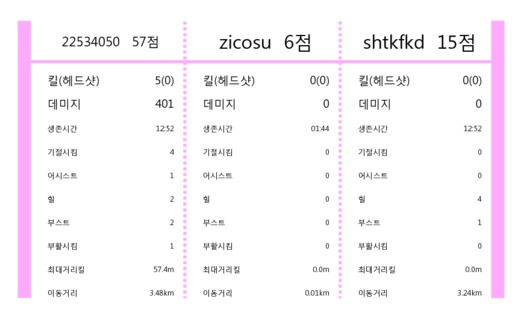 22534050 57점 zicosu 6점 shtkfkd 15점
킬(헤드샷) 5(0) 킬(헤드샷) 0(0) 킬(헤드샷) 0(0)
데미지 401 데미지 0 데미지 0
생존시간 12:52 생존시간 01:44 생존시간 12:52
기절시킴 4 기절시킴 0 기절시킴 0
어시스트 1 어시스트 0 어시스트 0
힐 2 힐 0 힐 4
부스트 2 부스트 0 부스트 1
부활시킴 1 부활시킴 0 부활시킴 0
최대거리킬 57.4m 최대거리킬 0.0m 최대거리킬 0.0m
이동거리 3.48km 이동거리 0.01km 이동거리 3.24km